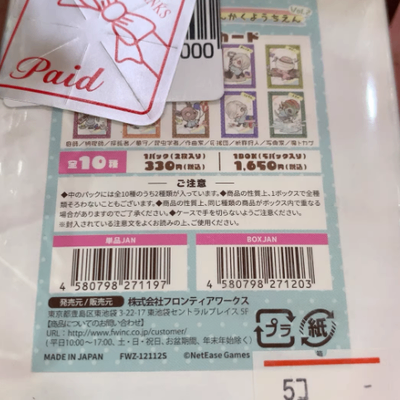 NKS
Paid
000
かくようちえん
カード
全10種
1パック(2枚入り)
330円(税込)
1BOX(5パック入り)
1,650円(税込)
ご注意
◆中のパックには全10種のうち2種類が入っています。◆商品の性質上、1ボックスで全種
類そろわないこともございます。◆商品の性質上、同じ種類の商品がボックス内で重
なる場合がありますがご了承ください。◆ケースで手を切らないようご注意ください。
◆封入されている注意文をよくお読みの上、ご使用ください。
単品JAN
BOXJAN
4 580798 271197
4 580798 271203
発売元/販売元 株式会社フロンティアワークス
東京都豊島区東池袋 3-22-17 東池袋セントラルプレイス 5F
【商品についてのお問い合わせ】
URL:http://www.fwinc.co.jp/customer/
(平日10:00～17:00、土・日・祝日、お盆期間、年末年始除く)
プラ
紙
MADE IN JAPAN
FWZ-12112S
©NetEase Games